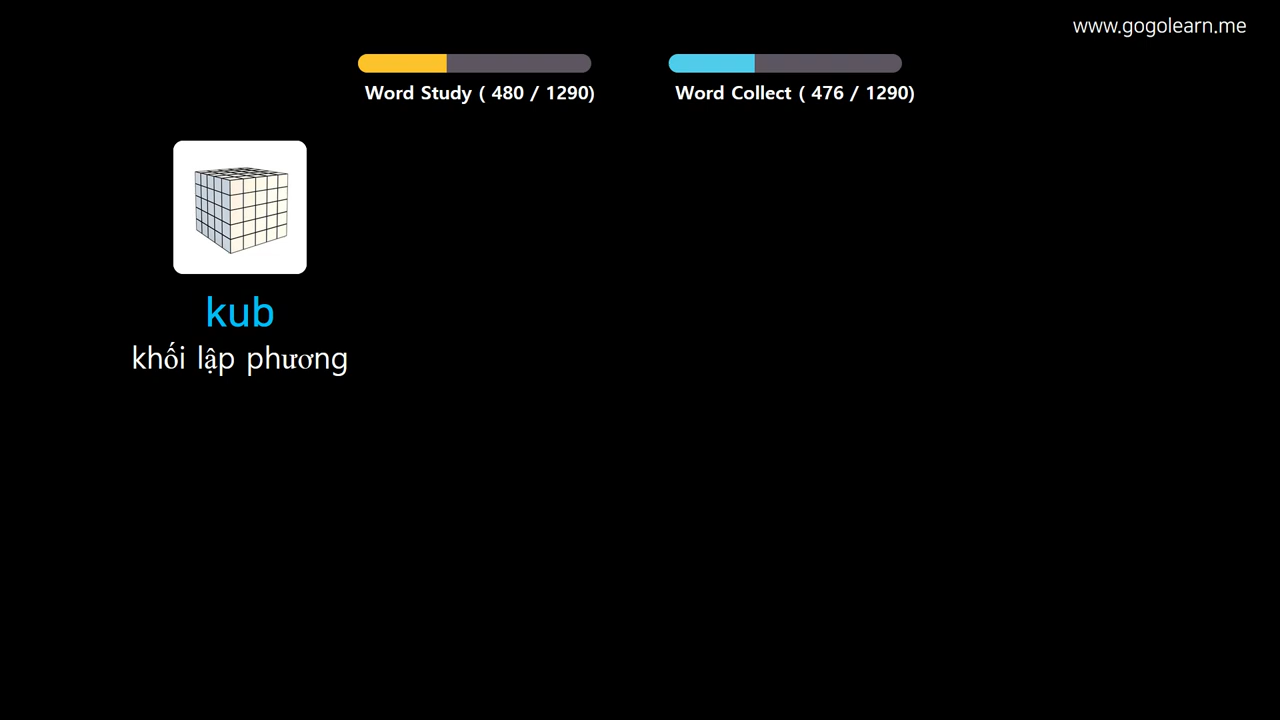 www.gogolearn.me
Word Study ( 480 / 1290)
Word Collect ( 476 / 1290)
kub
khối lập phương